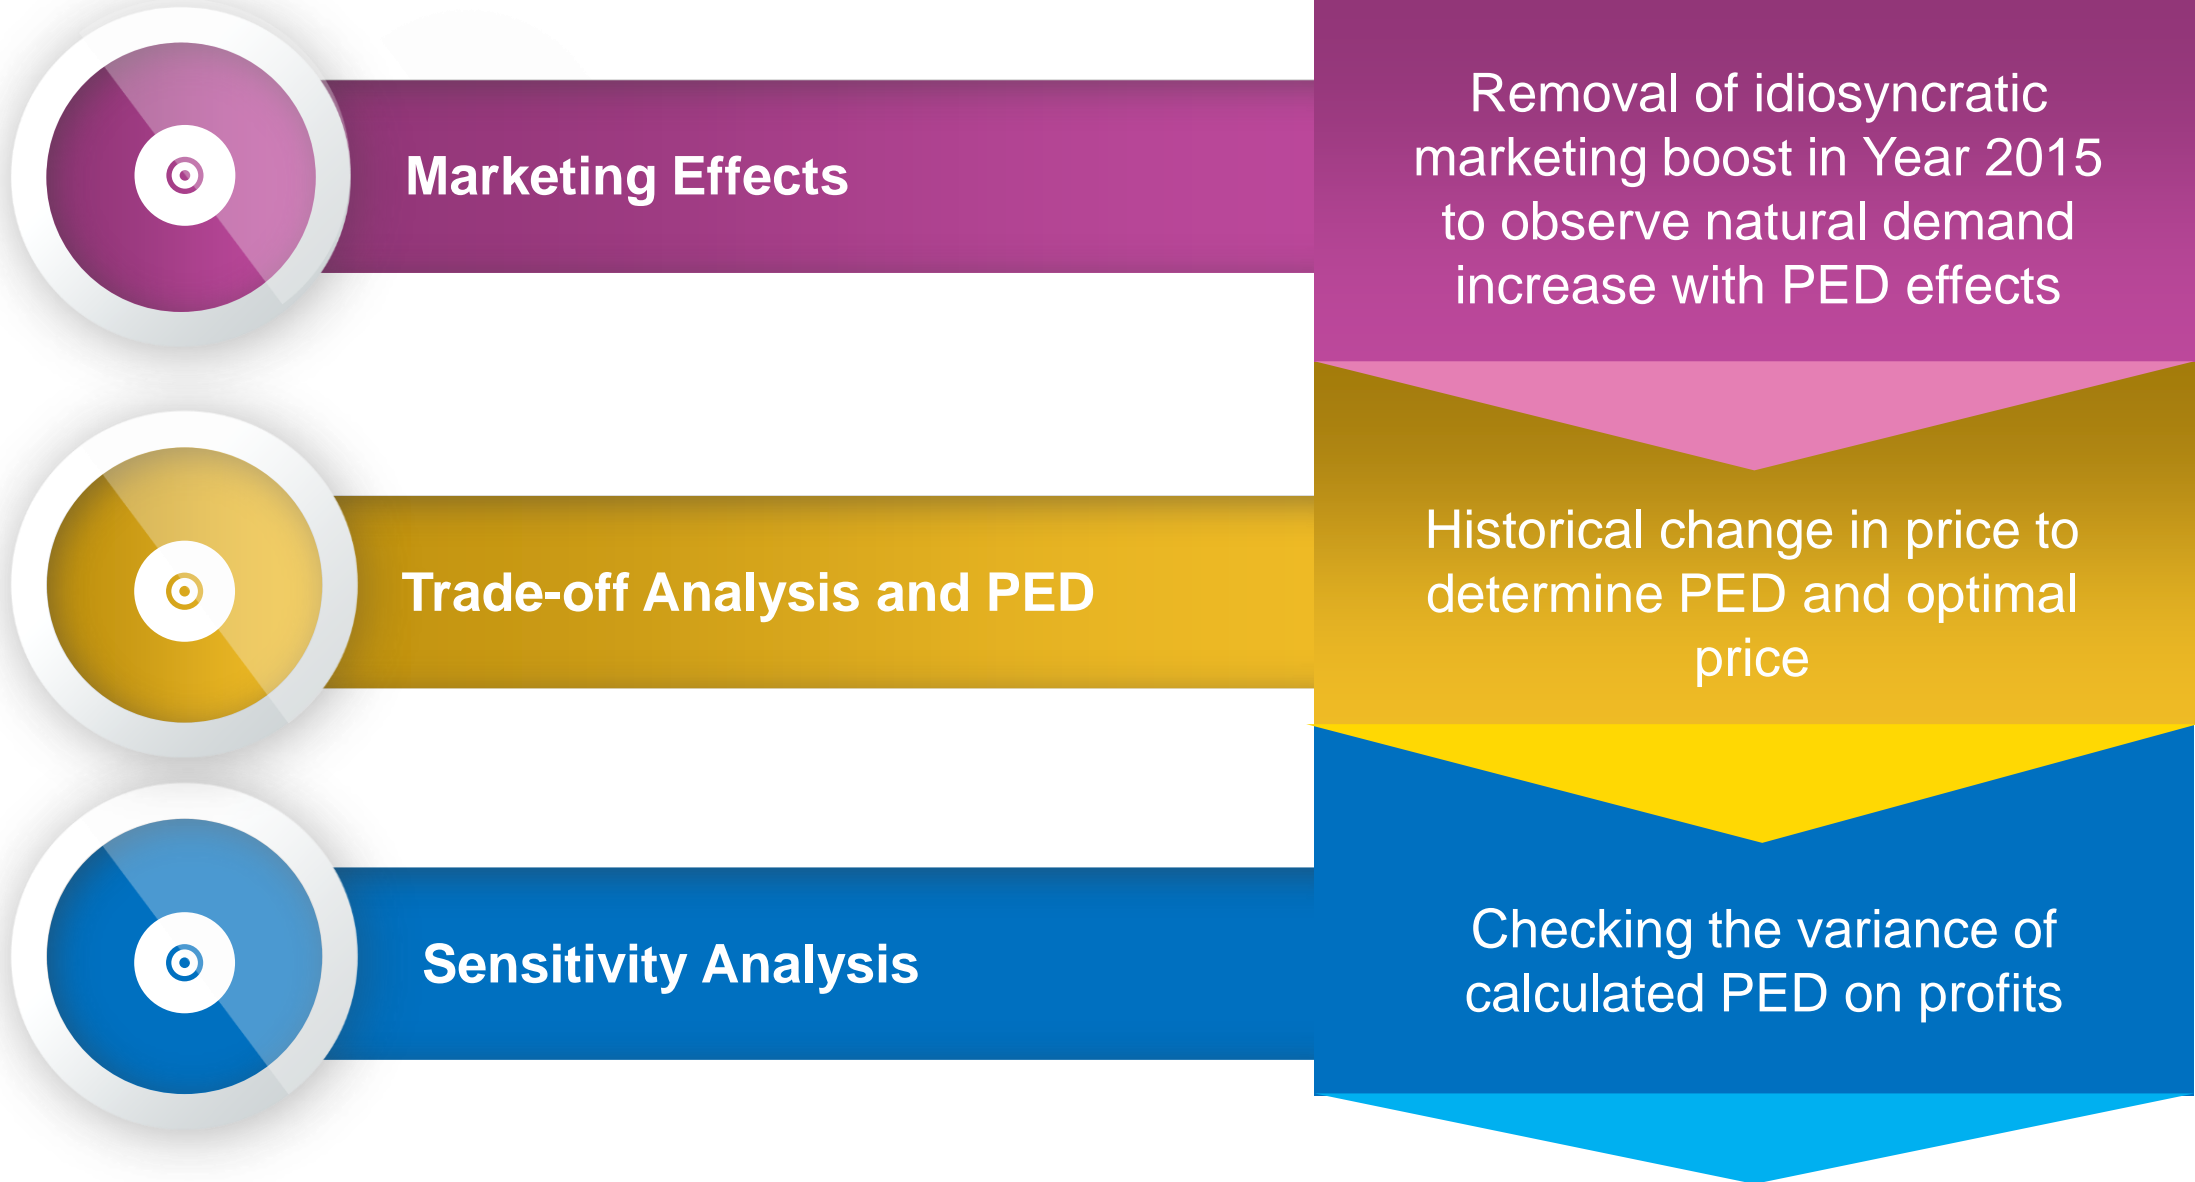 Marketing Effects
Removal of idiosyncratic
marketing boost in Year 2015
to observe natural demand
increase with PED effects
Trade-off Analysis and PED
Historical change in price to
determine PED and optimal
price
Sensitivity Analysis
Checking the variance of
calculated PED on profits